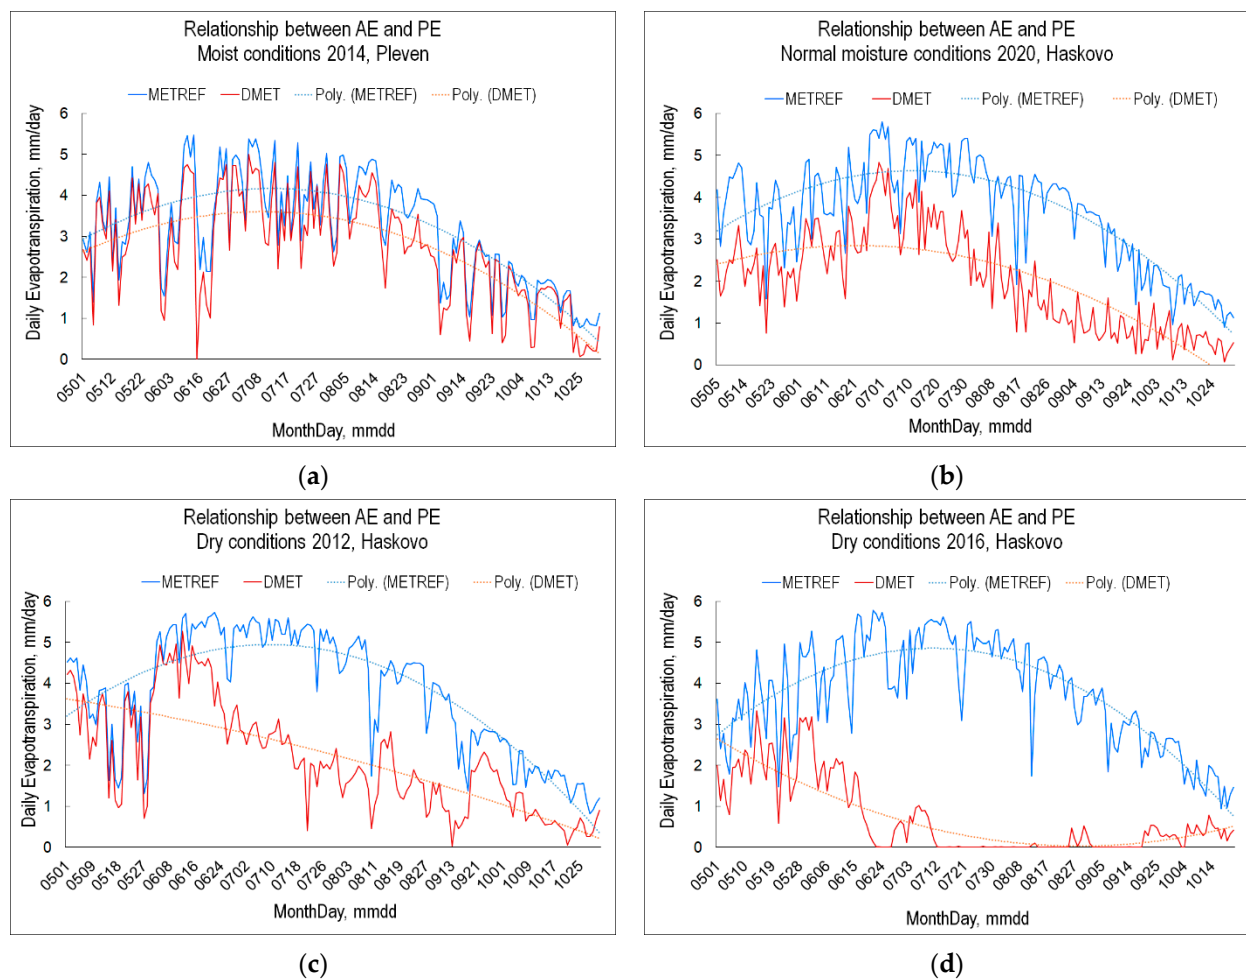 Relationship between AE and PE
Moist conditions 2014, Pleven
METREF DMET Poly. (METREF) Poly. (DMET)
Daily Evapotranspiration, mm/day
6
5
4
3
2
1
0
0501 0512 0522 0603 0616 0627 0708 0717 0727 0805 0814 0823 0901 0914 0923 1004 1013 1025
MonthDay, mmdd
(a)
Relationship between AE and PE
Normal moisture conditions 2020, Haskovo
METREF DMET Poly. (METREF) Poly. (DMET)
Daily Evapotranspiration, mm/day
6
5
4
3
2
1
0
0505 0514 0523 0601 0611 0621 0701 0710 0720 0730 0808 0817 0826 0904 0913 0924 1003 1013 1024
MonthDay, mmdd
(b)
Relationship between AE and PE
Dry conditions 2012, Haskovo
METREF DMET Poly. (METREF) Poly. (DMET)
Daily Evapotranspiration, mm/day
6
5
4
3
2
1
0
0501 0509 0518 0527 0608 0616 0624 0702 0710 0718 0726 0803 0811 0819 0827 0913 0921 1001 1009 1017 1025
MonthDay, mmdd
(c)
Relationship between AE and PE
Dry conditions 2016, Haskovo
METREF DMET Poly. (METREF) Poly. (DMET)
Daily Evapotranspiration, mm/day
6
5
4
3
2
1
0
0501 0510 0519 0528 0606 0615 0624 0703 0712 0721 0730 0808 0817 0827 0905 0914 0925 1004 1014
MonthDay, mmdd
(d)